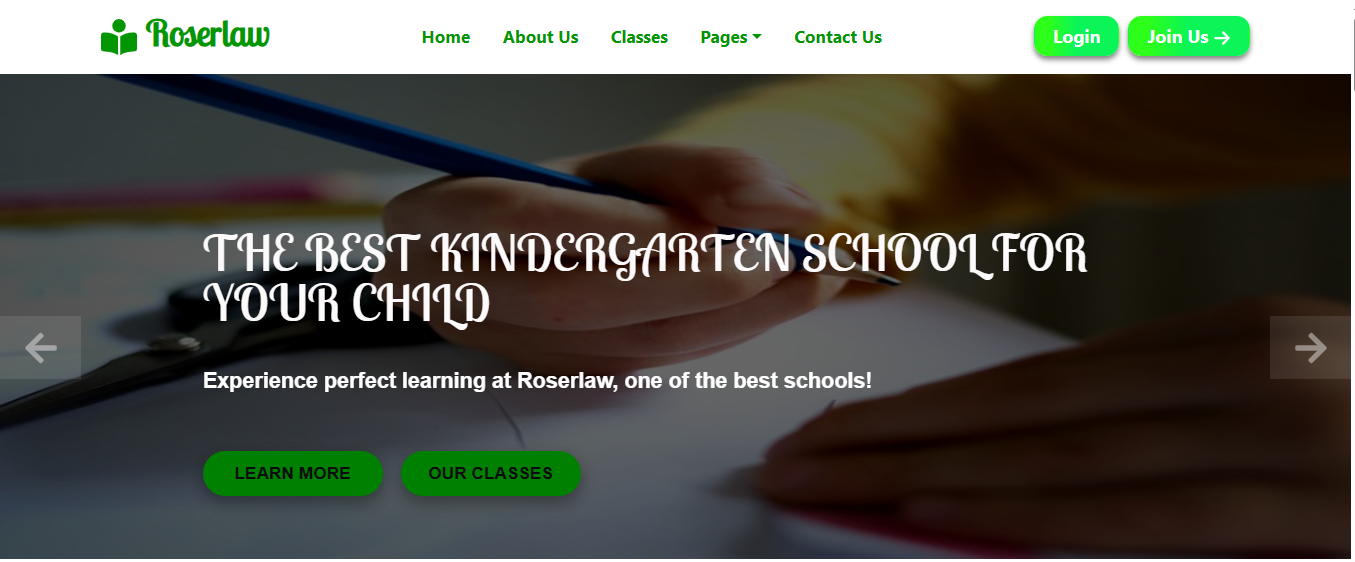 Roserlaw
Home About Us Classes Pages Contact Us
Login Join Us →
THE BEST KINDERGARTEN SCHOOL FOR
YOUR CHILD
Experience perfect learning at Roserlaw, one of the best schools!
LEARN MORE OUR CLASSES